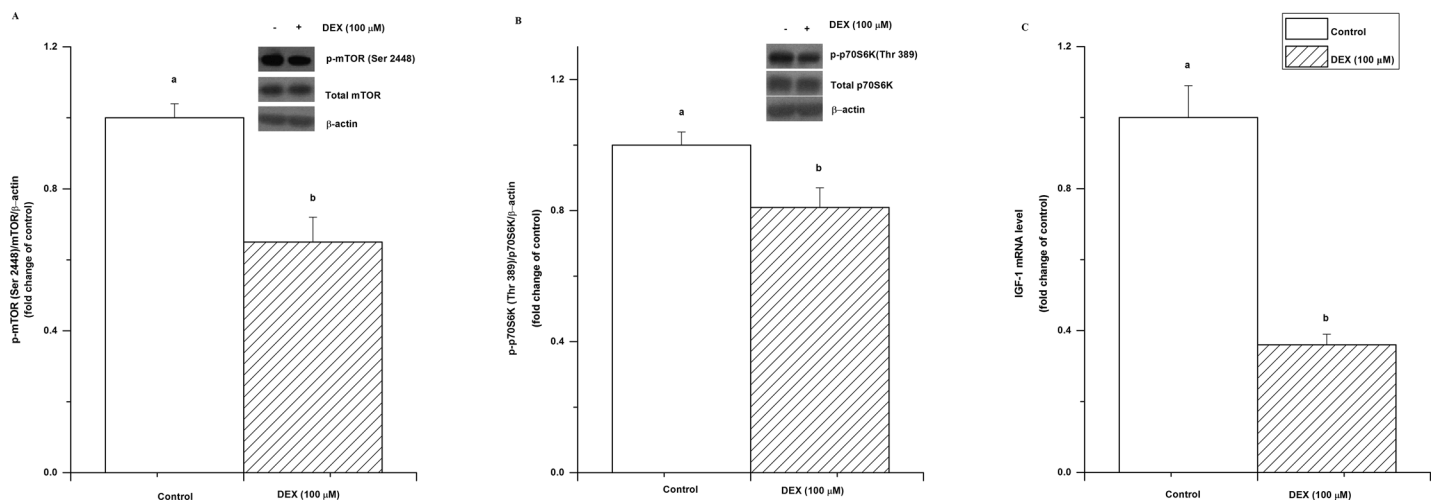 A
- + DEX (100 μM)
p-mTOR (Ser 2448)
Total mTOR
β-actin
p-mTOR (Ser 2448)/mTOR/β-actin
(fold change of control)
1.2
0.8
0.4
0.0
a
b
Control
DEX (100 μM)
B
- + DEX (100 μM)
p-p70S6K(Thr 389)
Total p70S6K
β-actin
p-p70S6K (Thr 389)/p70S6K/β-actin
(fold change of control)
1.2
0.8
0.4
0.0
a
b
Control
DEX (100 μM)
C
Control
DEX (100 μM)
IGF-1 mRNA level
(fold change of control)
1.2
0.8
0.4
0.0
a
b
Control
DEX (100 μM)